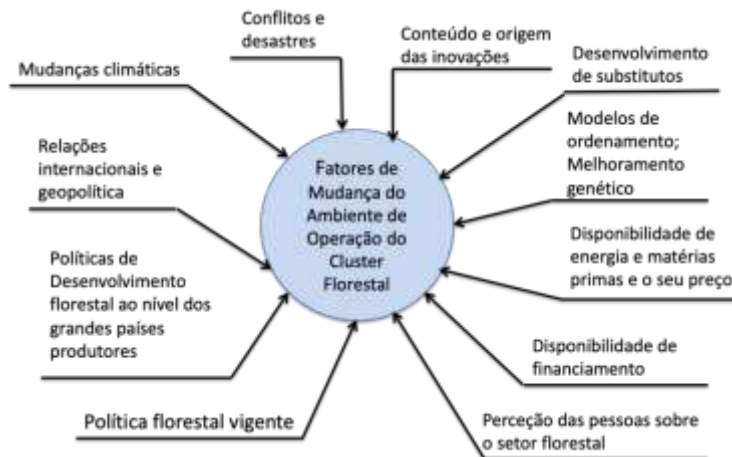 Conflitos e
desastres
Conteúdo e origem
das inovações
Mudanças climáticas
Desenvolvimento
de substitutos
Relações
internacionais e
geopolítica
Modelos de
ordenamento;
Melhoramento
genético
Fatores de
Mudança do
Ambiente de
Operação do
Cluster
Florestal
Políticas de
Desenvolvimento
florestal ao nível dos
grandes países
produtores
Disponibilidade de
energia e matérias
primas e o seu preço
Disponibilidade de
financiamento
Política florestal vigente
Perceção das pessoas sobre
o setor florestal